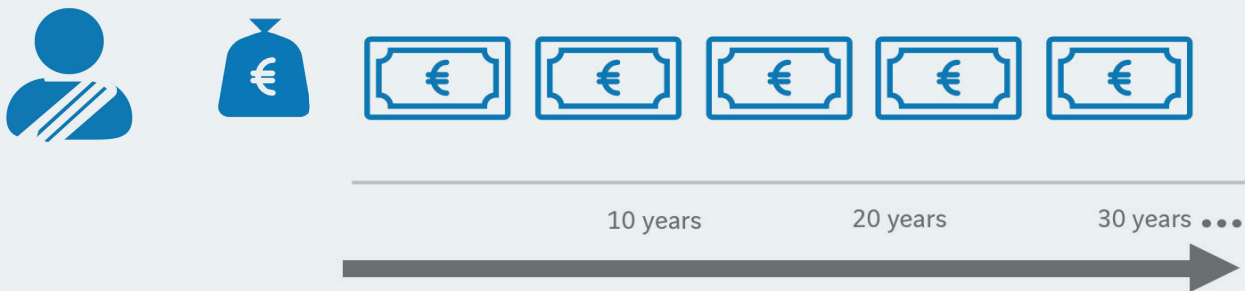 € € € € € €
10 years 20 years 30 years ...